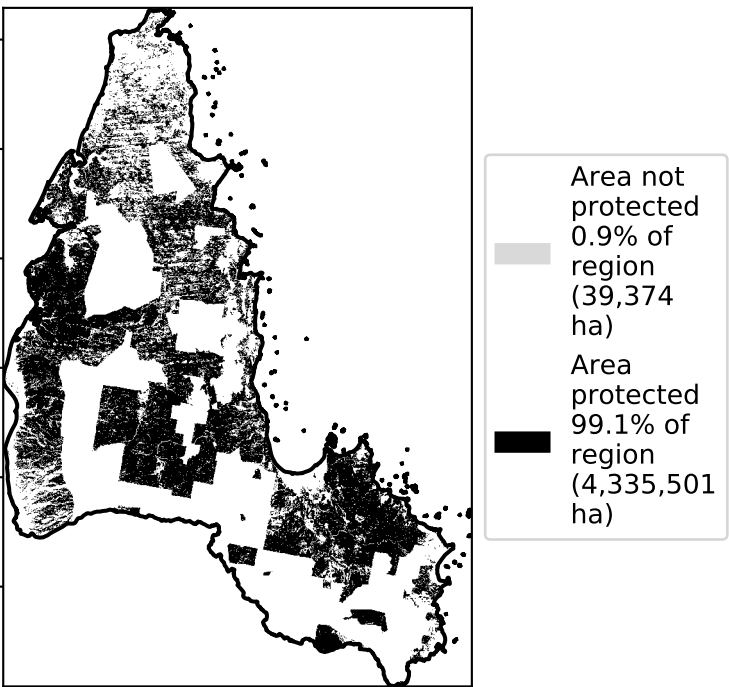 Area not
protected
0.9% of
region
(39,374
ha)
Area
protected
99.1% of
region
(4,335,501
ha)